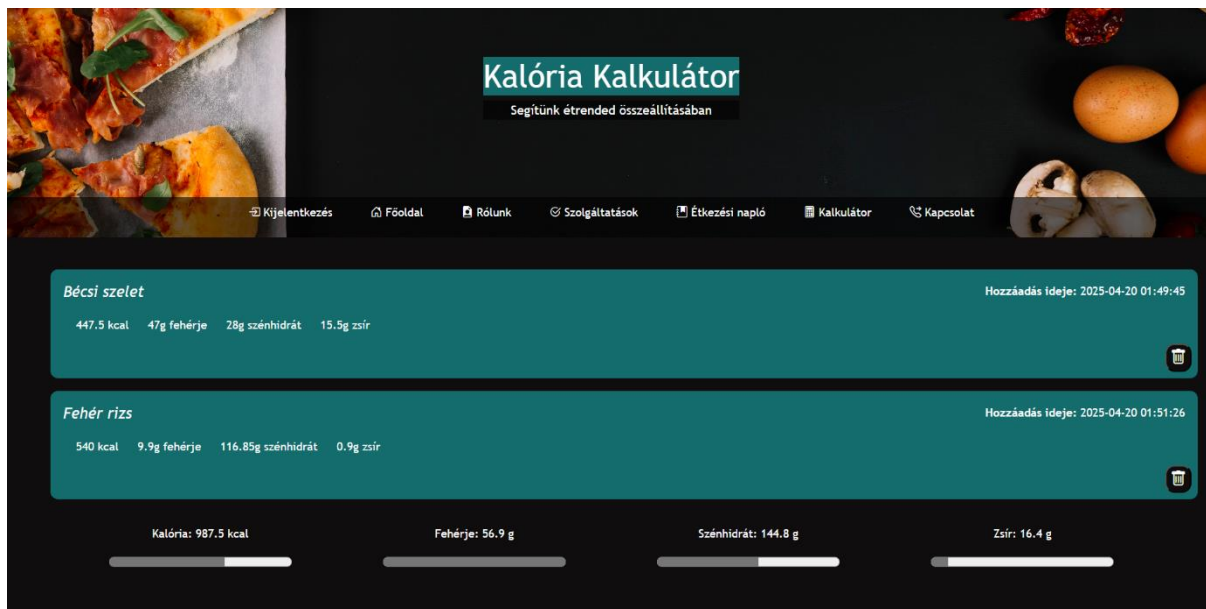 Kalória Kalkulátor
Segítünk étrended összeállításában
Kijelentkezés Főoldal Rólunk Szolgáltatások Étkezési napló Kalkulátor Kapcsolat
Bécsi szelet Hozzáadás ideje: 2025-04-20 01:49:45
447.5 kcal 47g fehérje 28g szénhidrát 15.5g zsír
Fehér rizs Hozzáadás ideje: 2025-04-20 01:51:26
540 kcal 9.9g fehérje 116.85g szénhidrát 0.9g zsír
Kalória: 987.5 kcal Fehérje: 56.9 g Szénhidrát: 144.8 g Zsír: 16.4 g